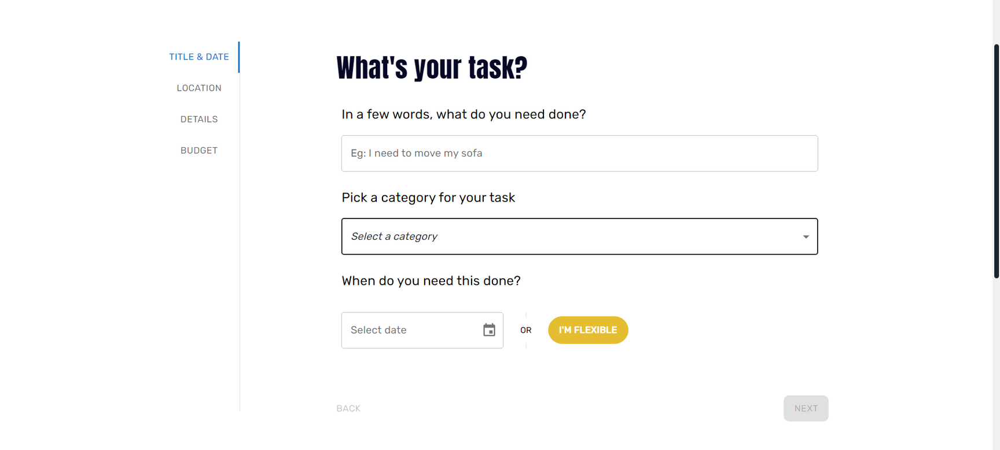 TITLE & DATE
LOCATION
DETAILS
BUDGET
What's your task?
In a few words, what do you need done?
Eg: I need to move my sofa
Pick a category for your task
Select a category
When do you need this done?
Select date
OR
I'M FLEXIBLE
BACK
NEXT